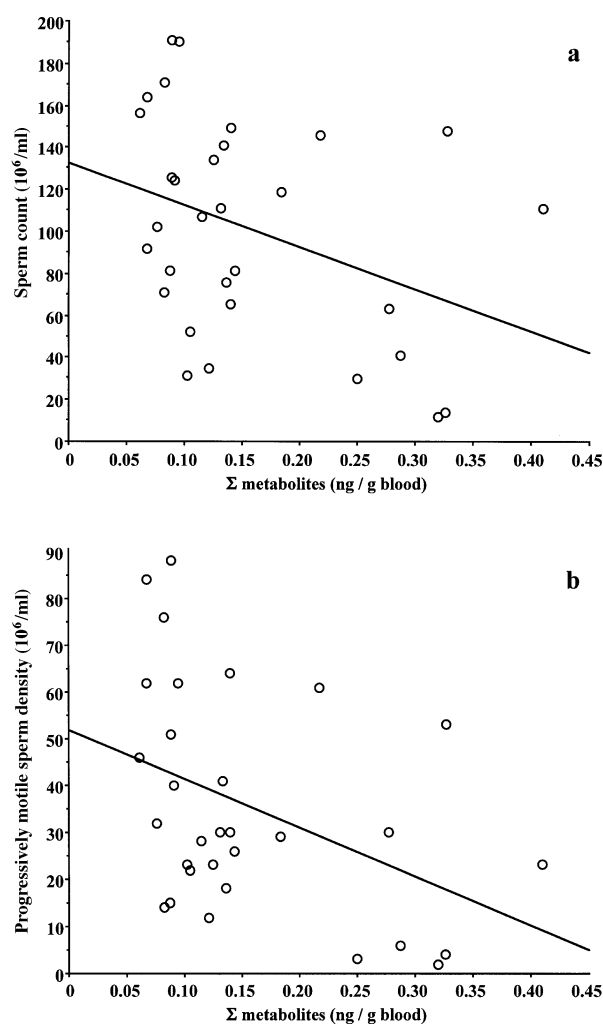 a
200
180
160
140
120
100
80
60
40
20
0
Sperm count (10⁶/ml)
0 0.05 0.10 0.15 0.20 0.25 0.30 0.35 0.40 0.45
Σ metabolites (ng / g blood)
b
90
80
70
60
50
40
30
20
10
0
Progressively motile sperm density (10⁶/ml)
0 0.05 0.10 0.15 0.20 0.25 0.30 0.35 0.40 0.45
Σ metabolites (ng / g blood)